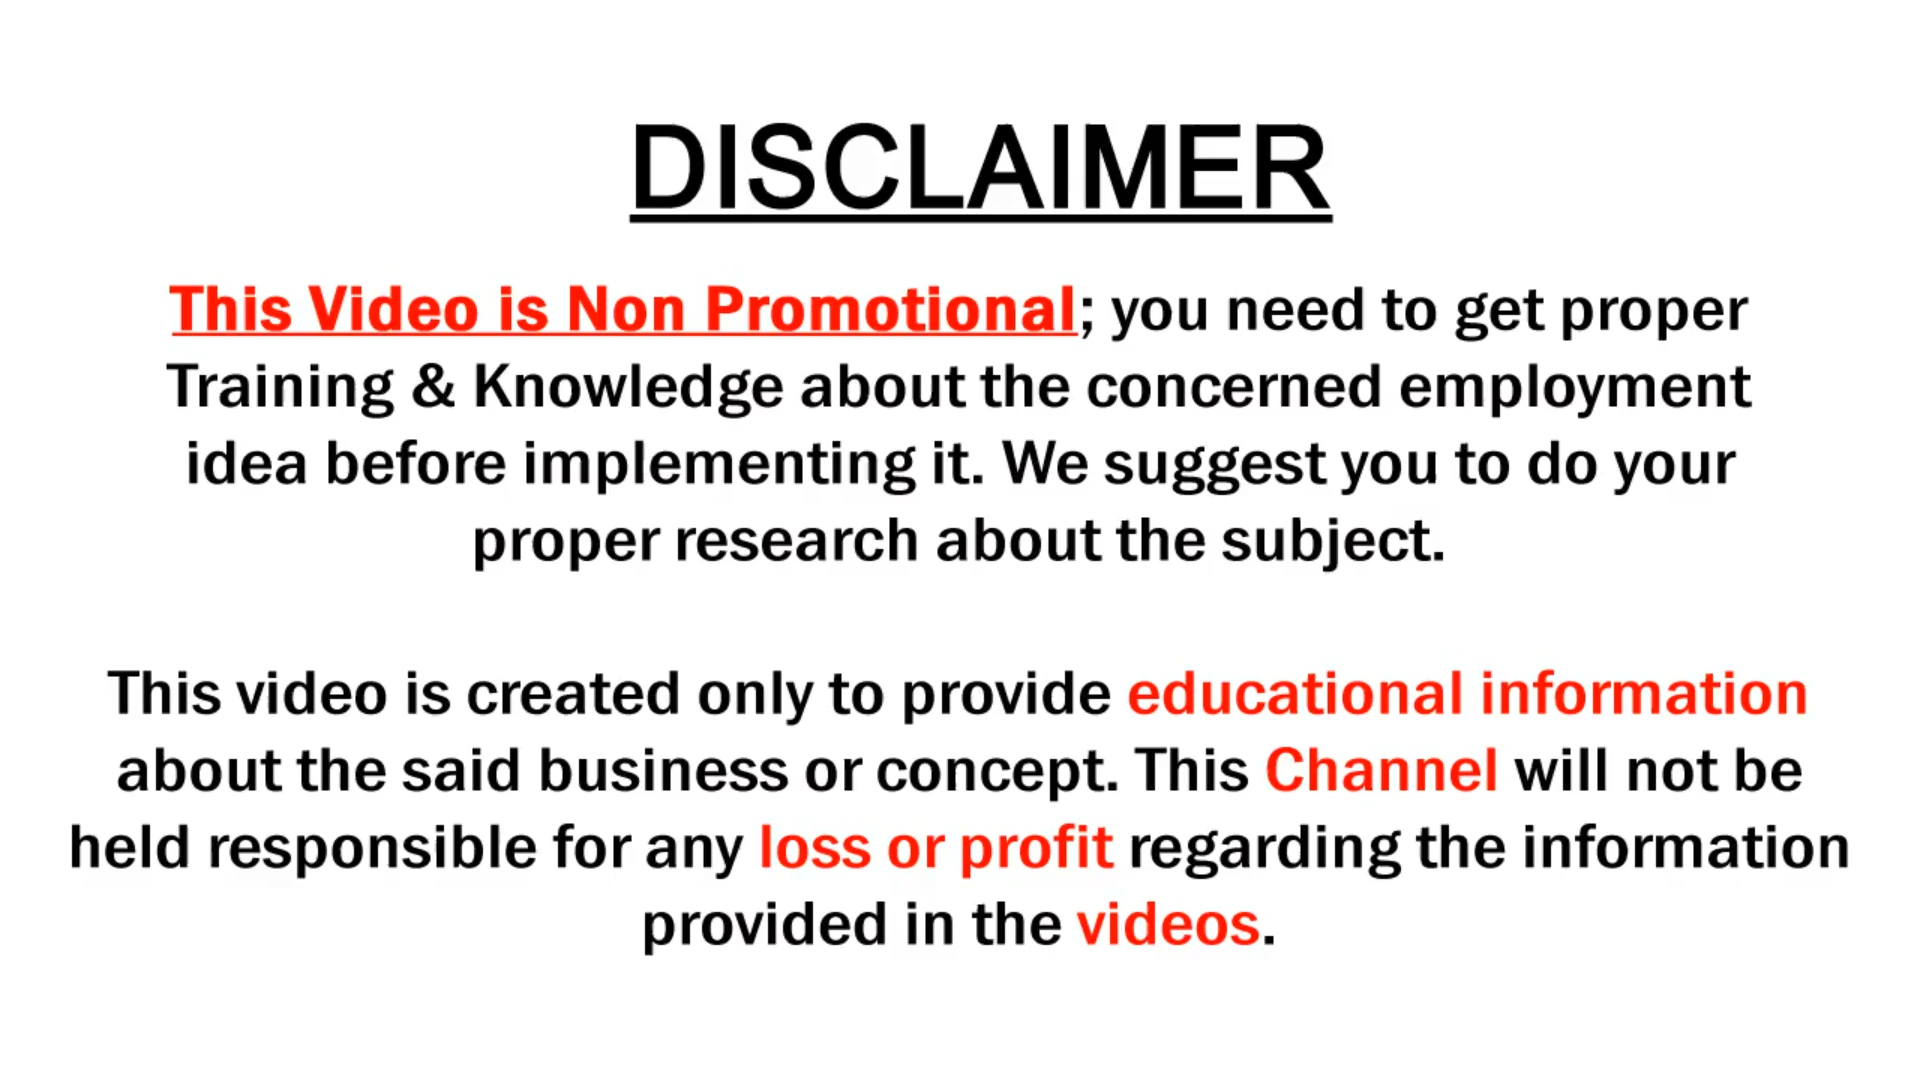 DISCLAIMER
This Video is Non Promotional; you need to get proper
Training & Knowledge about the concerned employment
idea before implementing it. We suggest you to do your
proper research about the subject.
This video is created only to provide educational information
about the said business or concept. This Channel will not be
held responsible for any loss or profit regarding the information
provided in the videos.